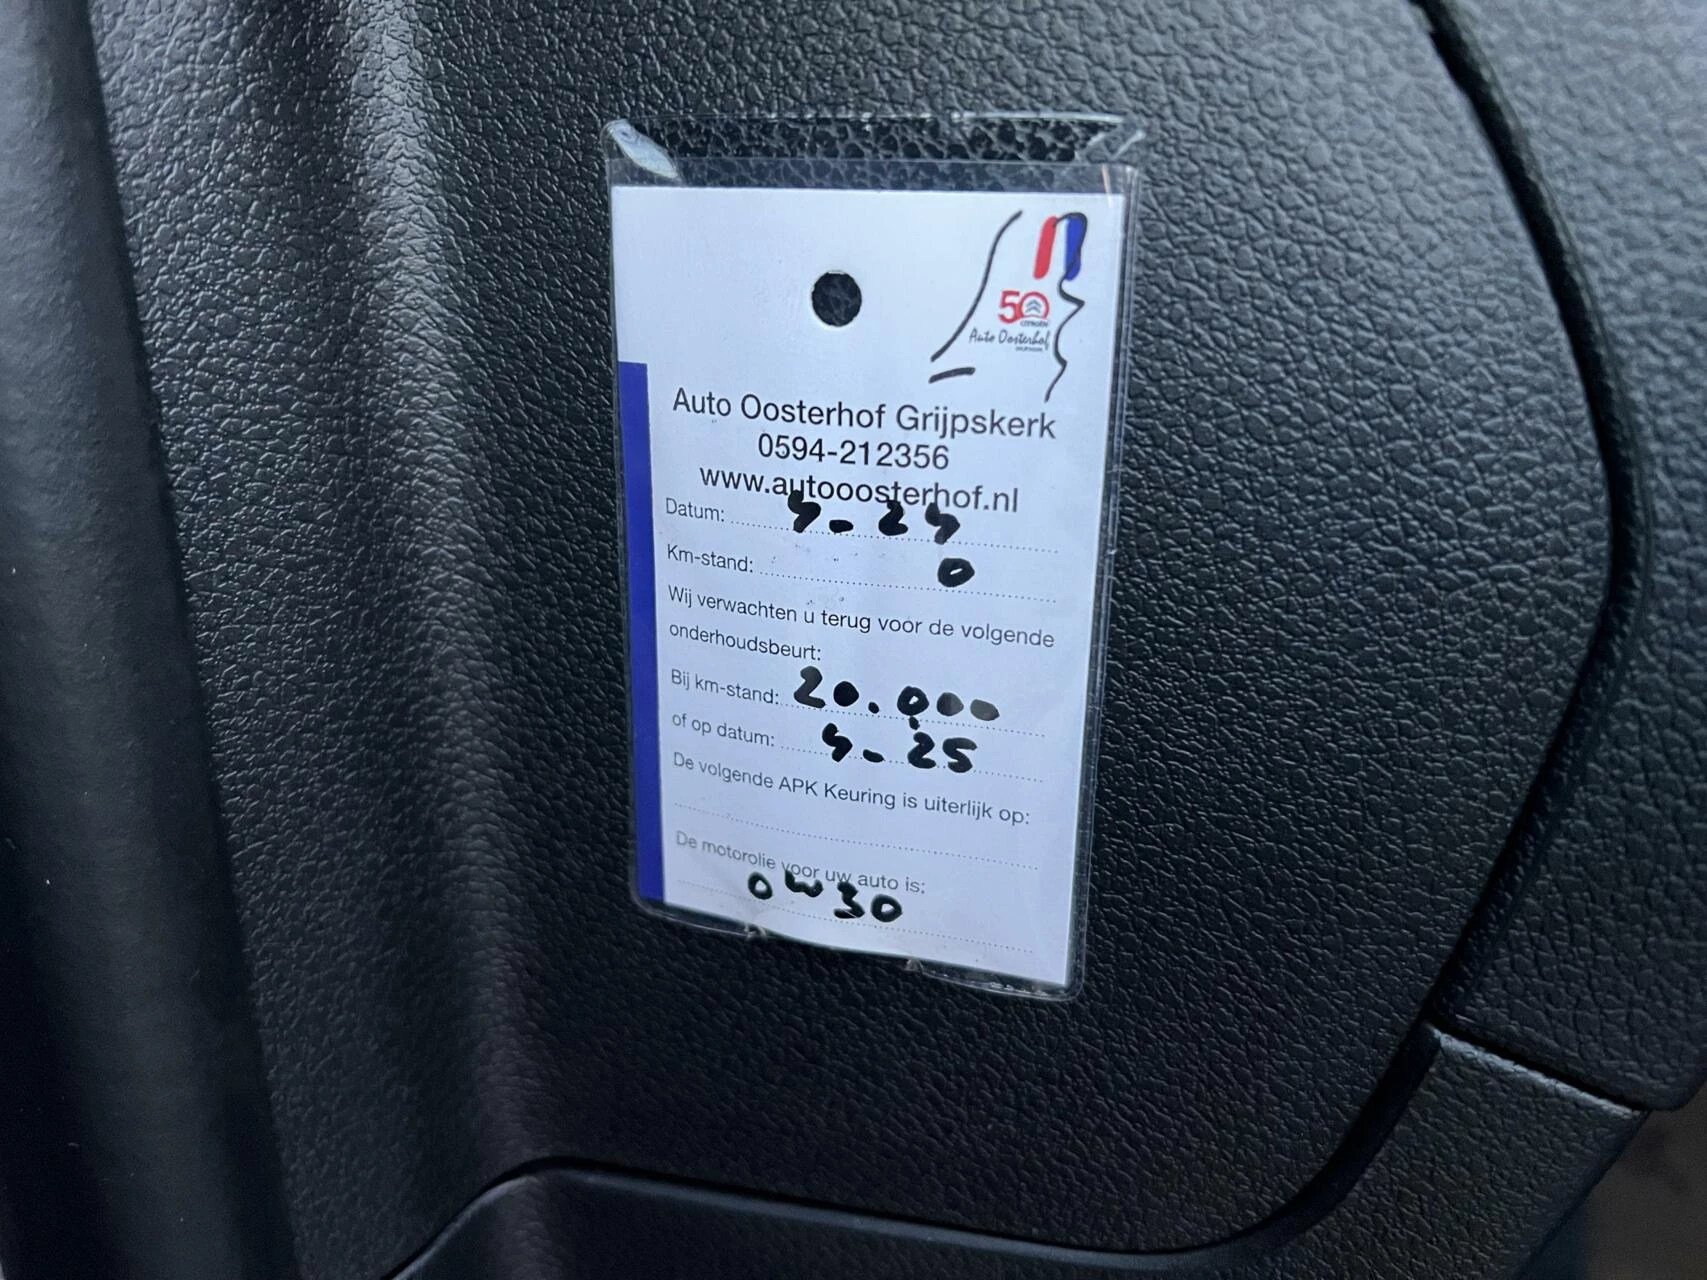 50
CITROËN
Auto Oosterhof
Auto Oosterhof Grijpskerk
0594-212356
www.autooosterhof.nl
Datum: 4-24
Km-stand: 0
Wij verwachten u terug voor de volgende
onderhoudsbeurt:
Bij km-stand: 20.000
of op datum: 4-25
De volgende APK Keuring is uiterlijk op:
De motorolie voor uw auto is:
0W30